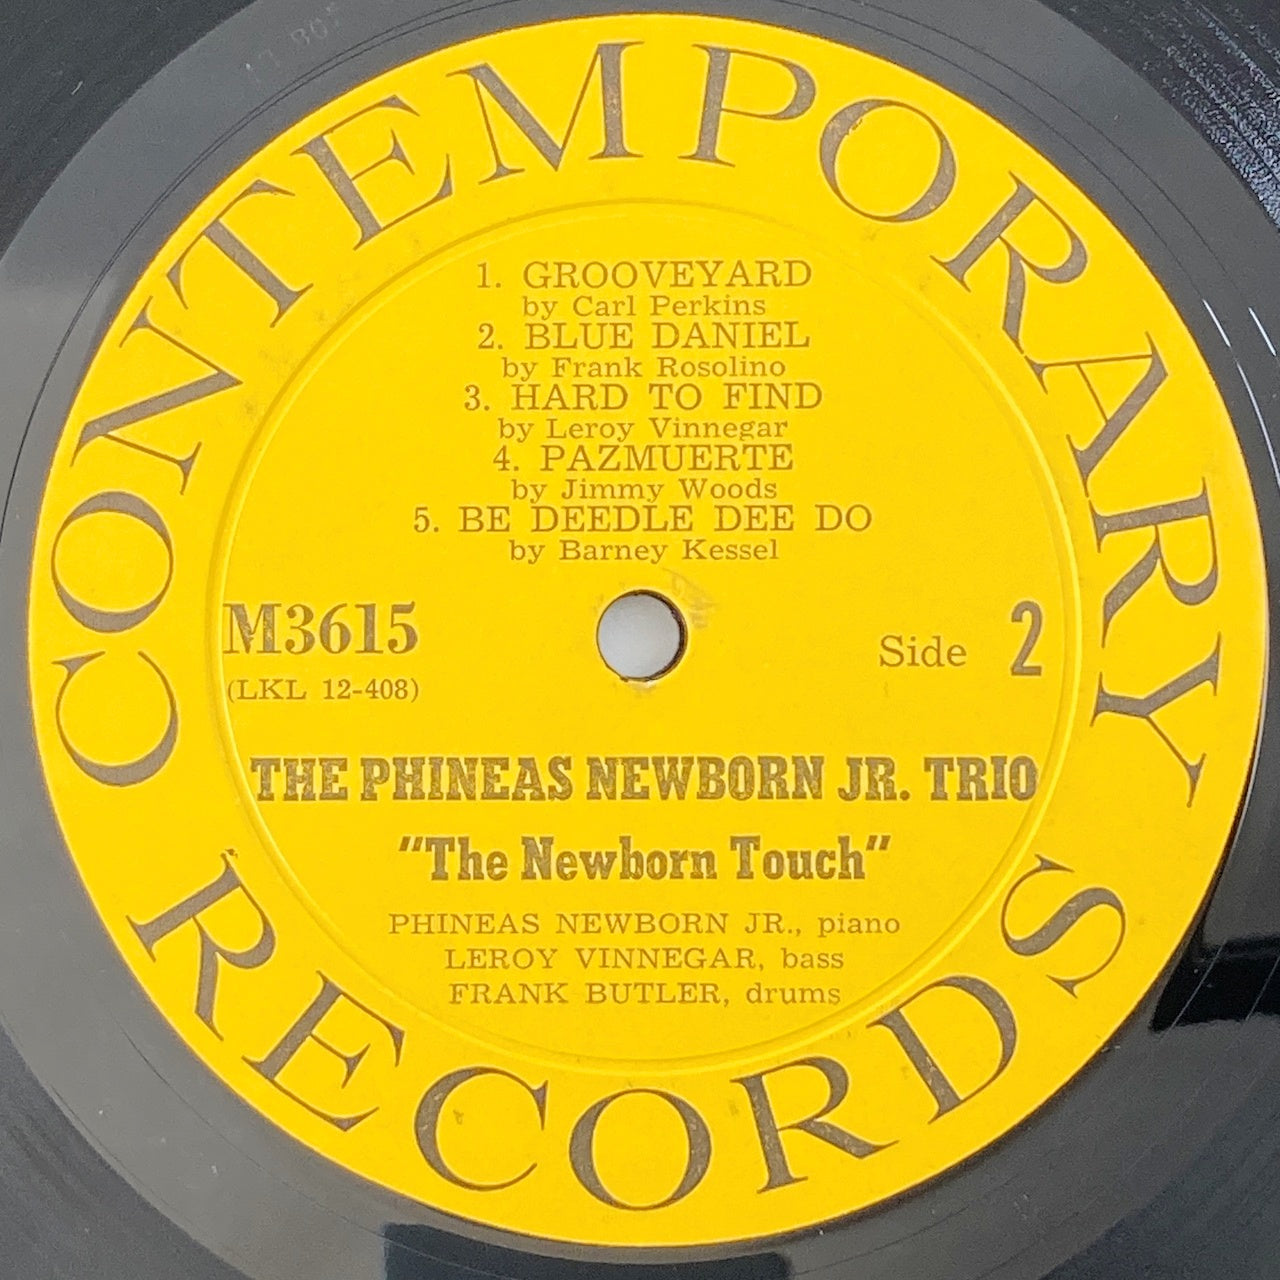 CONTEMPORARY
1. GROOVEYARD
by Carl Perkins
2. BLUE DANIEL
by Frank Rosolino
3. HARD TO FIND
by Leroy Vinnegar
4. PAZMUERTE
by Jimmy Woods
5. BE DEEDLE DEE DO
by Barney Kessel
M3615
(LKL 12-408)
Side 2
THE PHINEAS NEWBORN JR. TRIO
"The Newborn Touch"
PHINEAS NEWBORN JR., piano
LEROY VINNEGAR, bass
FRANK BUTLER, drums
RECORDS